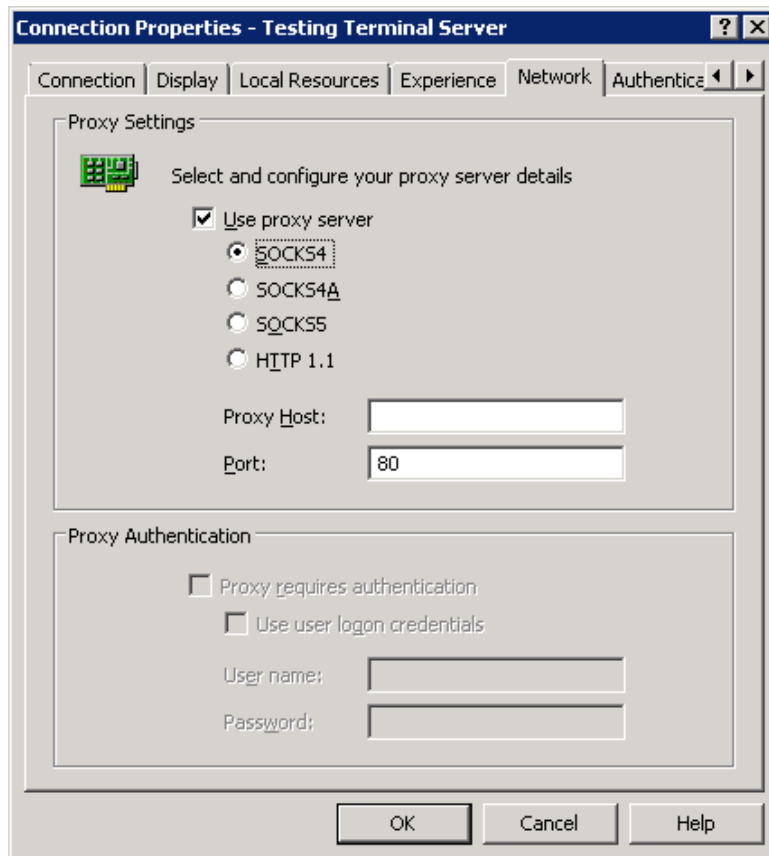 Connection Properties - Testing Terminal Server
Connection Display Local Resources Experience Network Authentica
Proxy Settings
Select and configure your proxy server details
Use proxy server
SOCKS4
SOCKS4A
SOCKS5
HTTP 1.1
Proxy Host:
Port: 80
Proxy Authentication
Proxy requires authentication
Use user logon credentials
User name:
Password:
OK Cancel Help